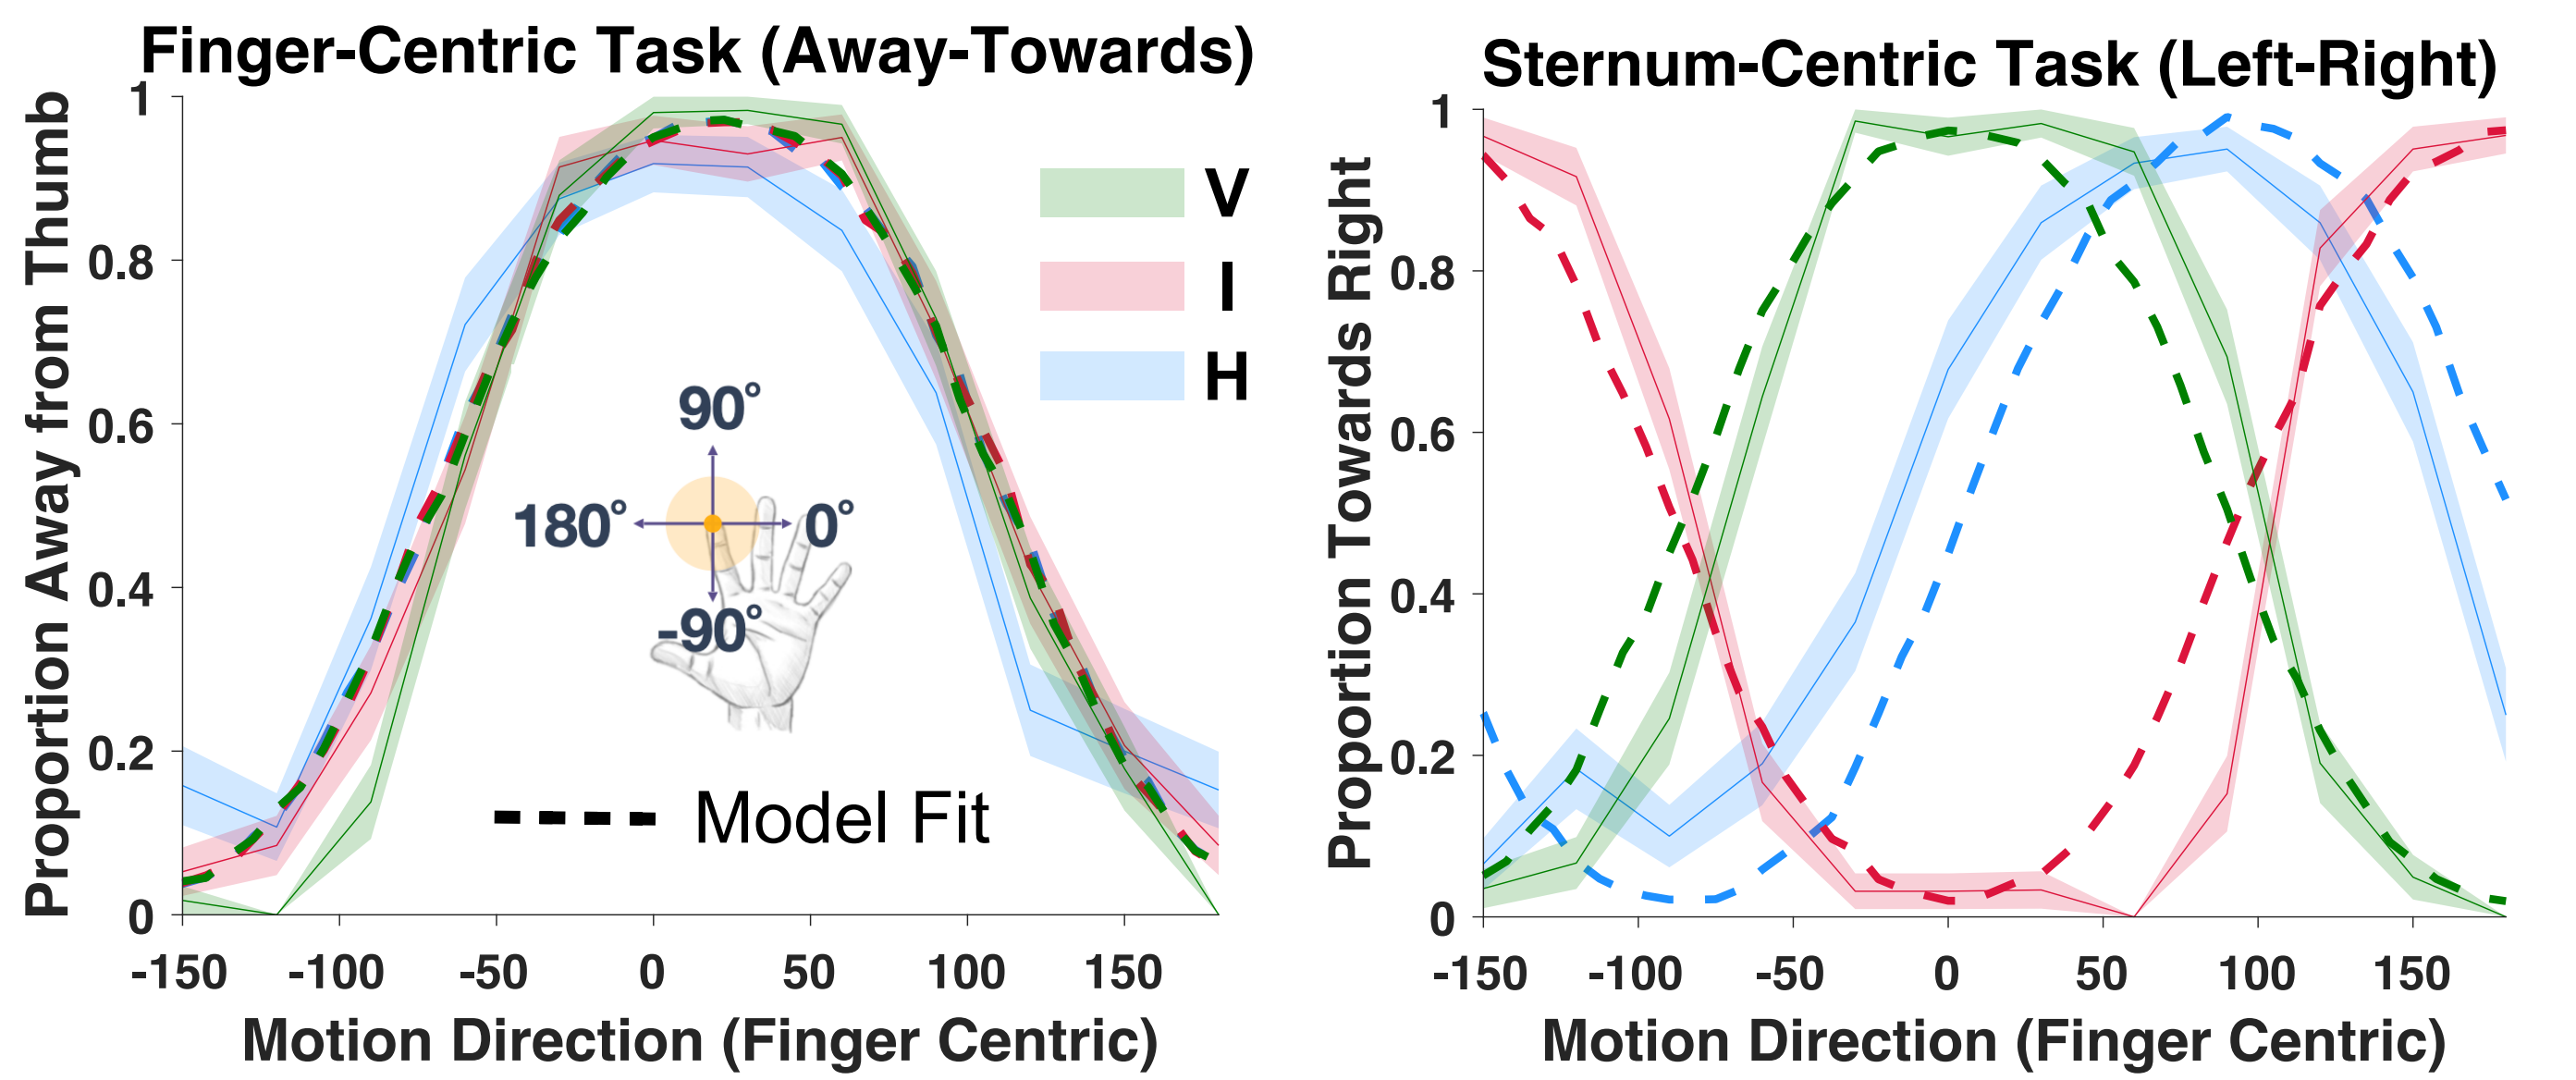 Finger-Centric Task (Away-Towards)
Proportion Away from Thumb
1
0.8
0.6
0.4
0.2
0
V
I
H
90°
180°
0°
-90°
Model Fit
-150 -100 -50 0 50 100 150
Motion Direction (Finger Centric)
Sternum-Centric Task (Left-Right)
Proportion Towards Right
1
0.8
0.6
0.4
0.2
0
-150 -100 -50 0 50 100 150
Motion Direction (Finger Centric)